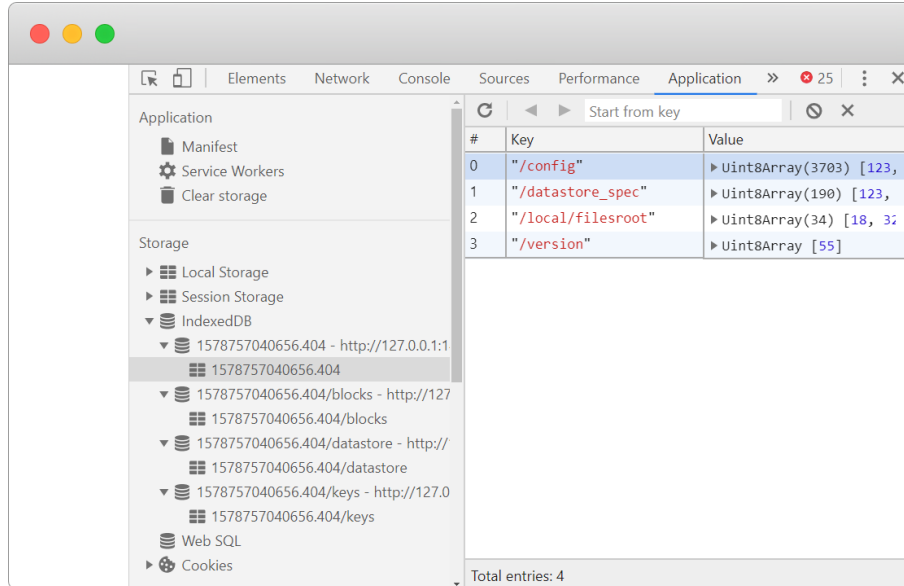 Elements Network Console Sources Performance Application » 25
Application
Manifest
Service Workers
Clear storage
Storage
Local Storage
Session Storage
IndexedDB
1578757040656.404 - http://127.0.0.1:1
1578757040656.404
1578757040656.404/blocks - http://127
1578757040656.404/blocks
1578757040656.404/datastore - http://
1578757040656.404/datastore
1578757040656.404/keys - http://127.0
1578757040656.404/keys
Web SQL
Cookies
Start from key
# Key Value
0 "/config" Uint8Array(3703) [123,
1 "/datastore_spec" Uint8Array(190) [123,
2 "/local/filesroot" Uint8Array(34) [18, 32
3 "/version" Uint8Array [55]
Total entries: 4